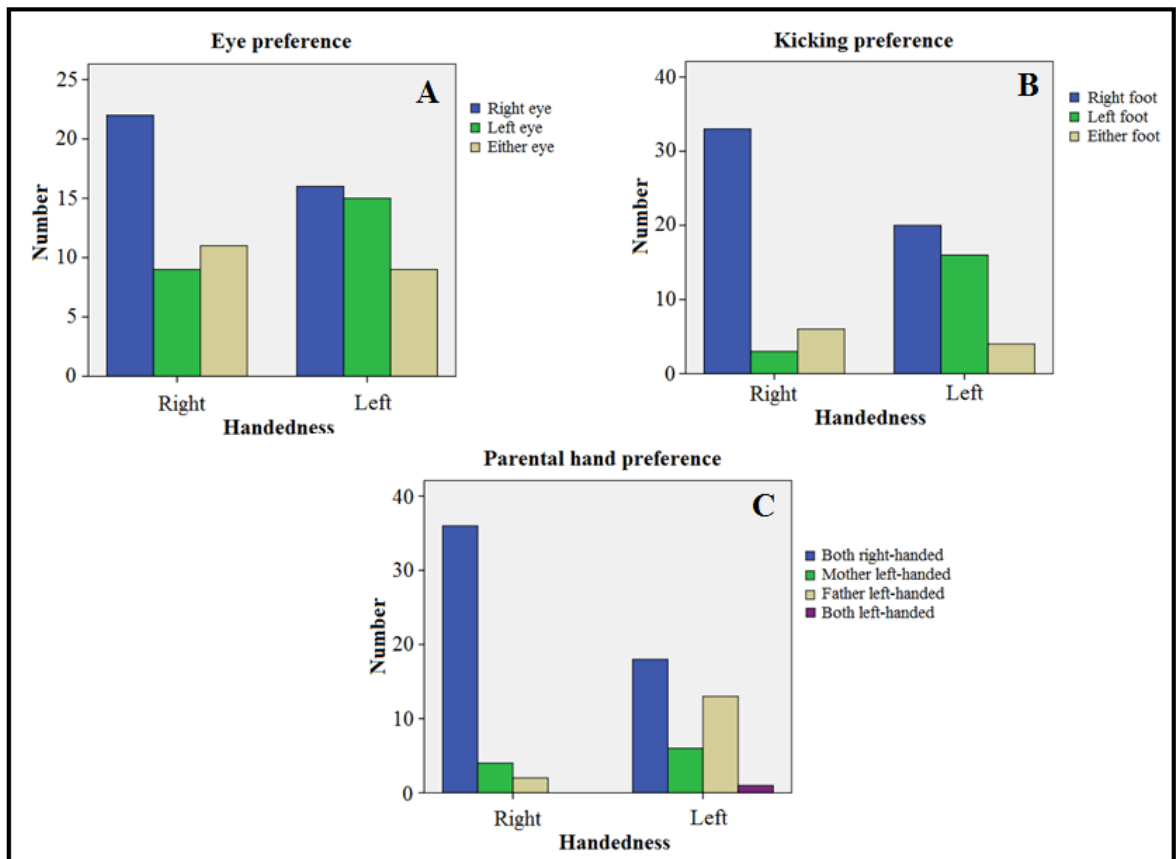 Eye preference
A
25
20
15
10
5
0
Number
Right Left
Handedness
Right eye
Left eye
Either eye
Kicking preference
B
40
30
20
10
0
Number
Right Left
Handedness
Right foot
Left foot
Either foot
Parental hand preference
C
40
30
20
10
0
Number
Right Left
Handedness
Both right-handed
Mother left-handed
Father left-handed
Both left-handed